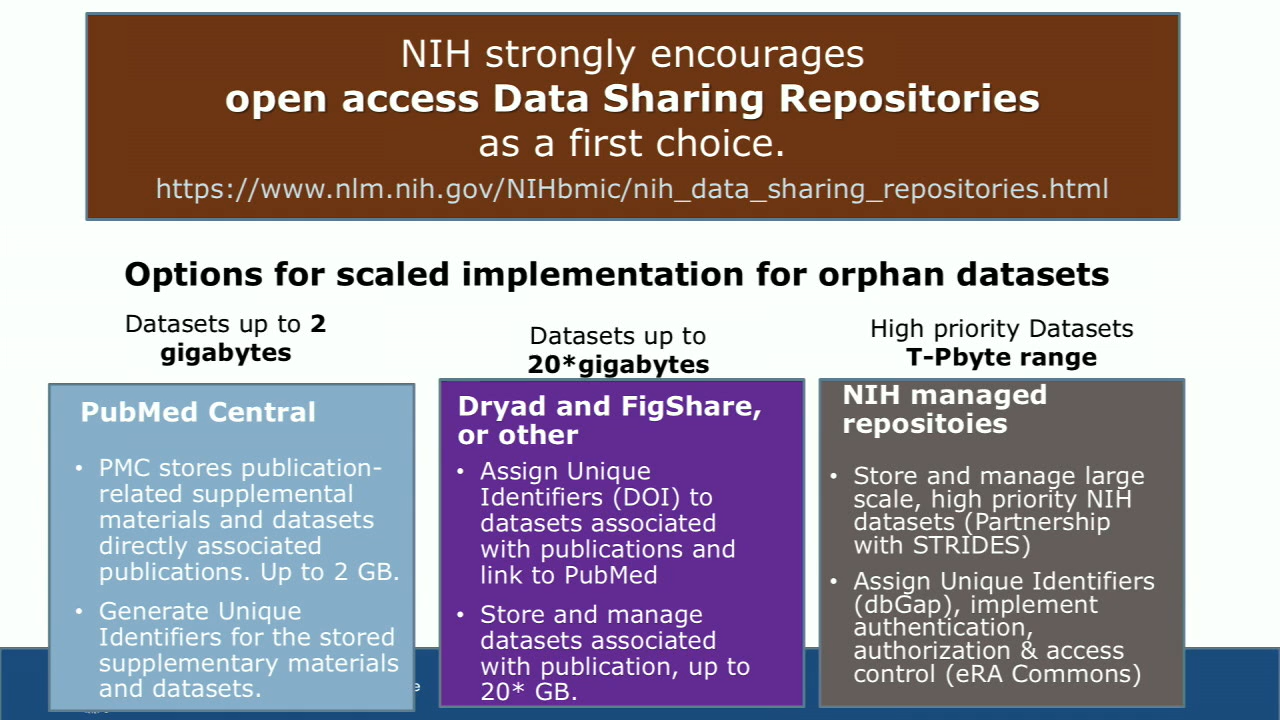 NIH strongly encourages
open access Data Sharing Repositories
as a first choice.
https://www.nlm.nih.gov/NIHbmic/nih_data_sharing_repositories.html
Options for scaled implementation for orphan datasets
Datasets up to 2
gigabytes
PubMed Central
• PMC stores publication-
related supplemental
materials and datasets
directly associated
publications. Up to 2 GB.
• Generate Unique
Identifiers for the stored
supplementary materials
and datasets.
Datasets up to
20*gigabytes
Dryad and FigShare,
or other
• Assign Unique
Identifiers (DOI) to
datasets associated
with publications and
link to PubMed
• Store and manage
datasets associated
with publication, up to
20* GB.
High priority Datasets
T-Pbyte range
NIH managed
repositoies
• Store and manage large
scale, high priority NIH
datasets (Partnership
with STRIDES)
• Assign Unique Identifiers
(dbGap), implement
authentication,
authorization & access
control (eRA Commons)